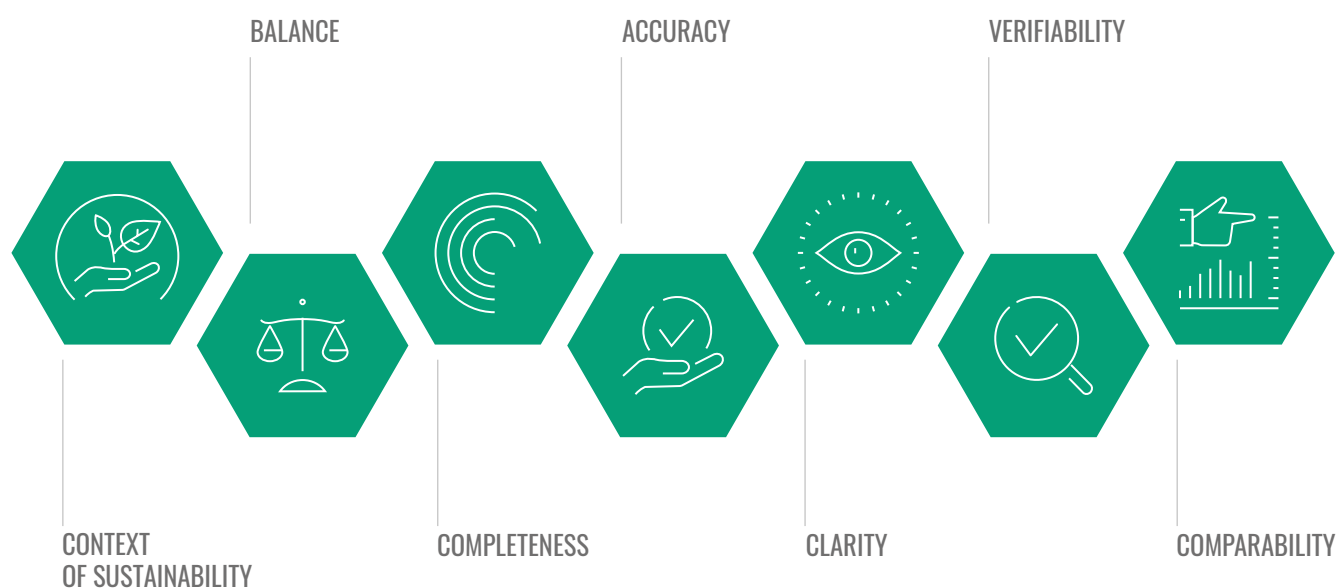 BALANCE
ACCURACY
VERIFIABILITY
CONTEXT
OF SUSTAINABILITY
COMPLETENESS
CLARITY
COMPARABILITY